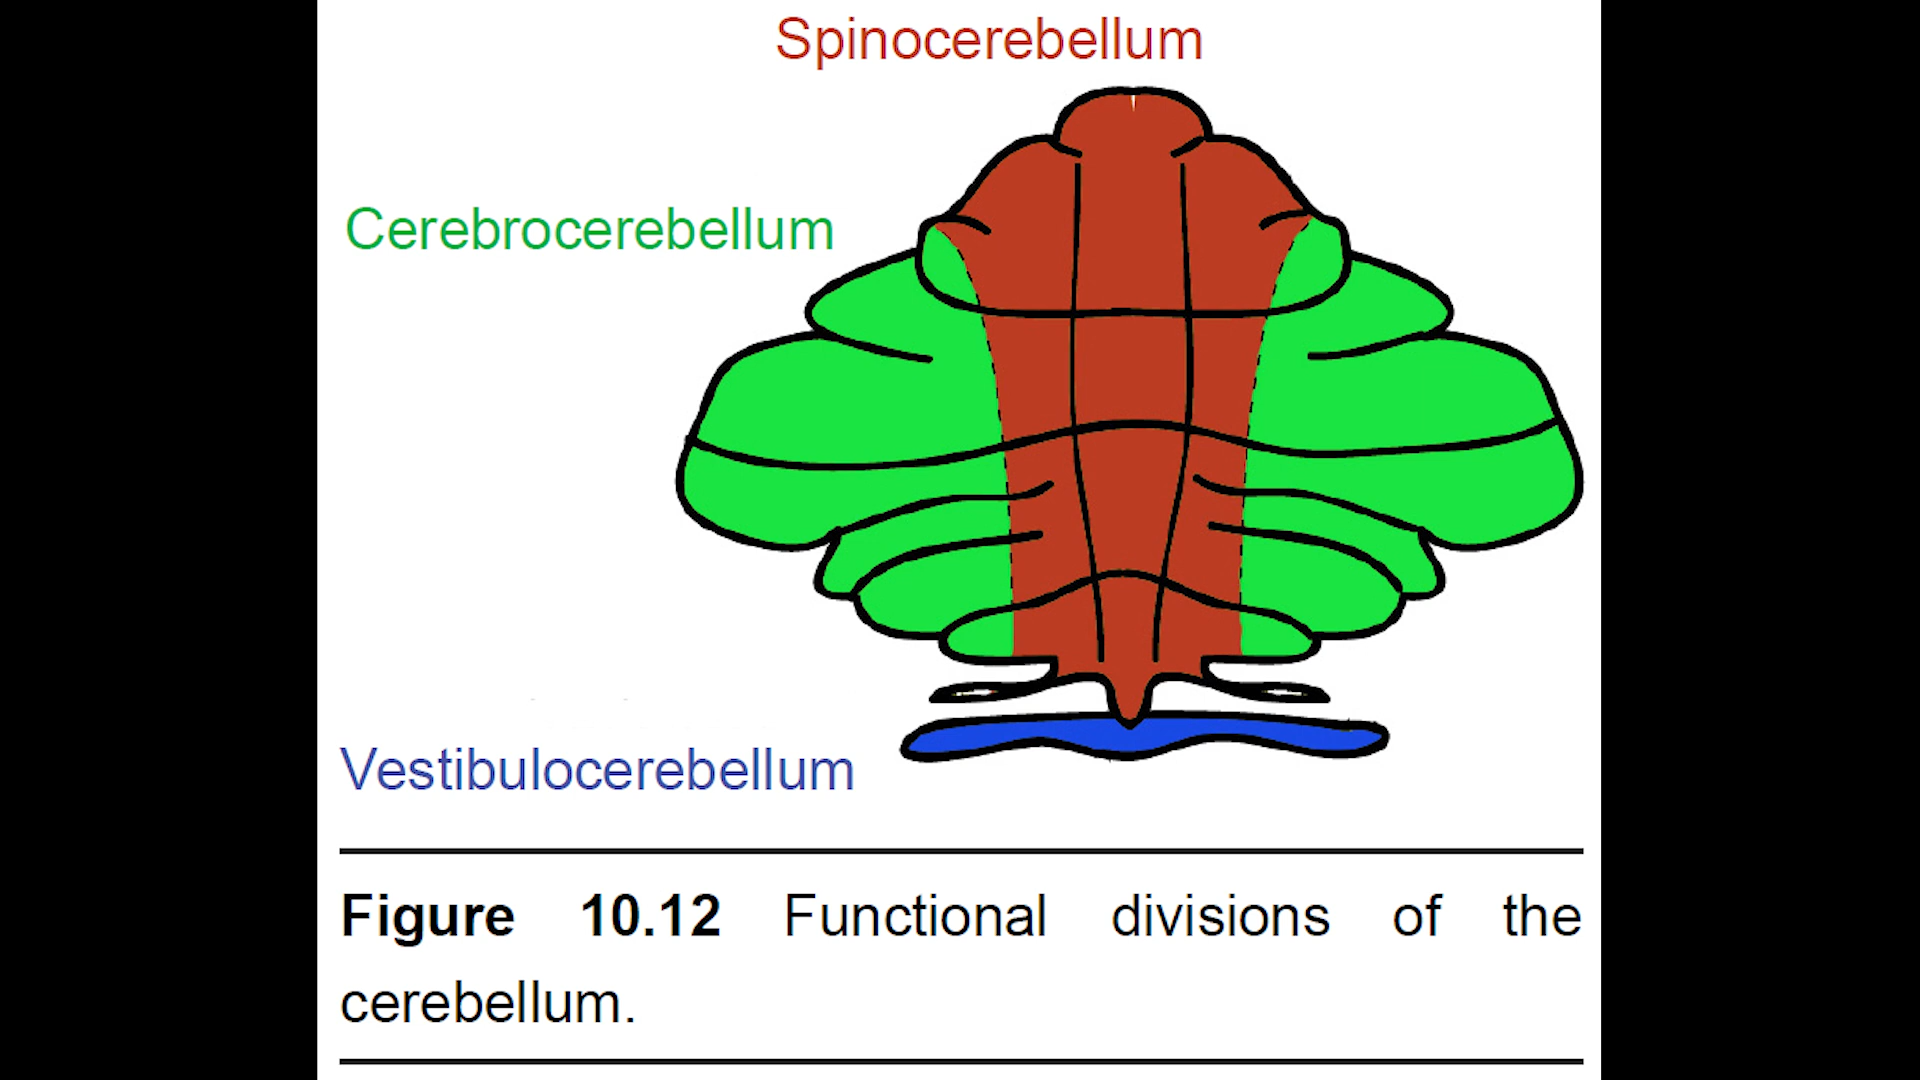 Spinocerebellum
Cerebrocerebellum
Vestibulocerebellum
Figure 10.12 Functional divisions of the
cerebellum.